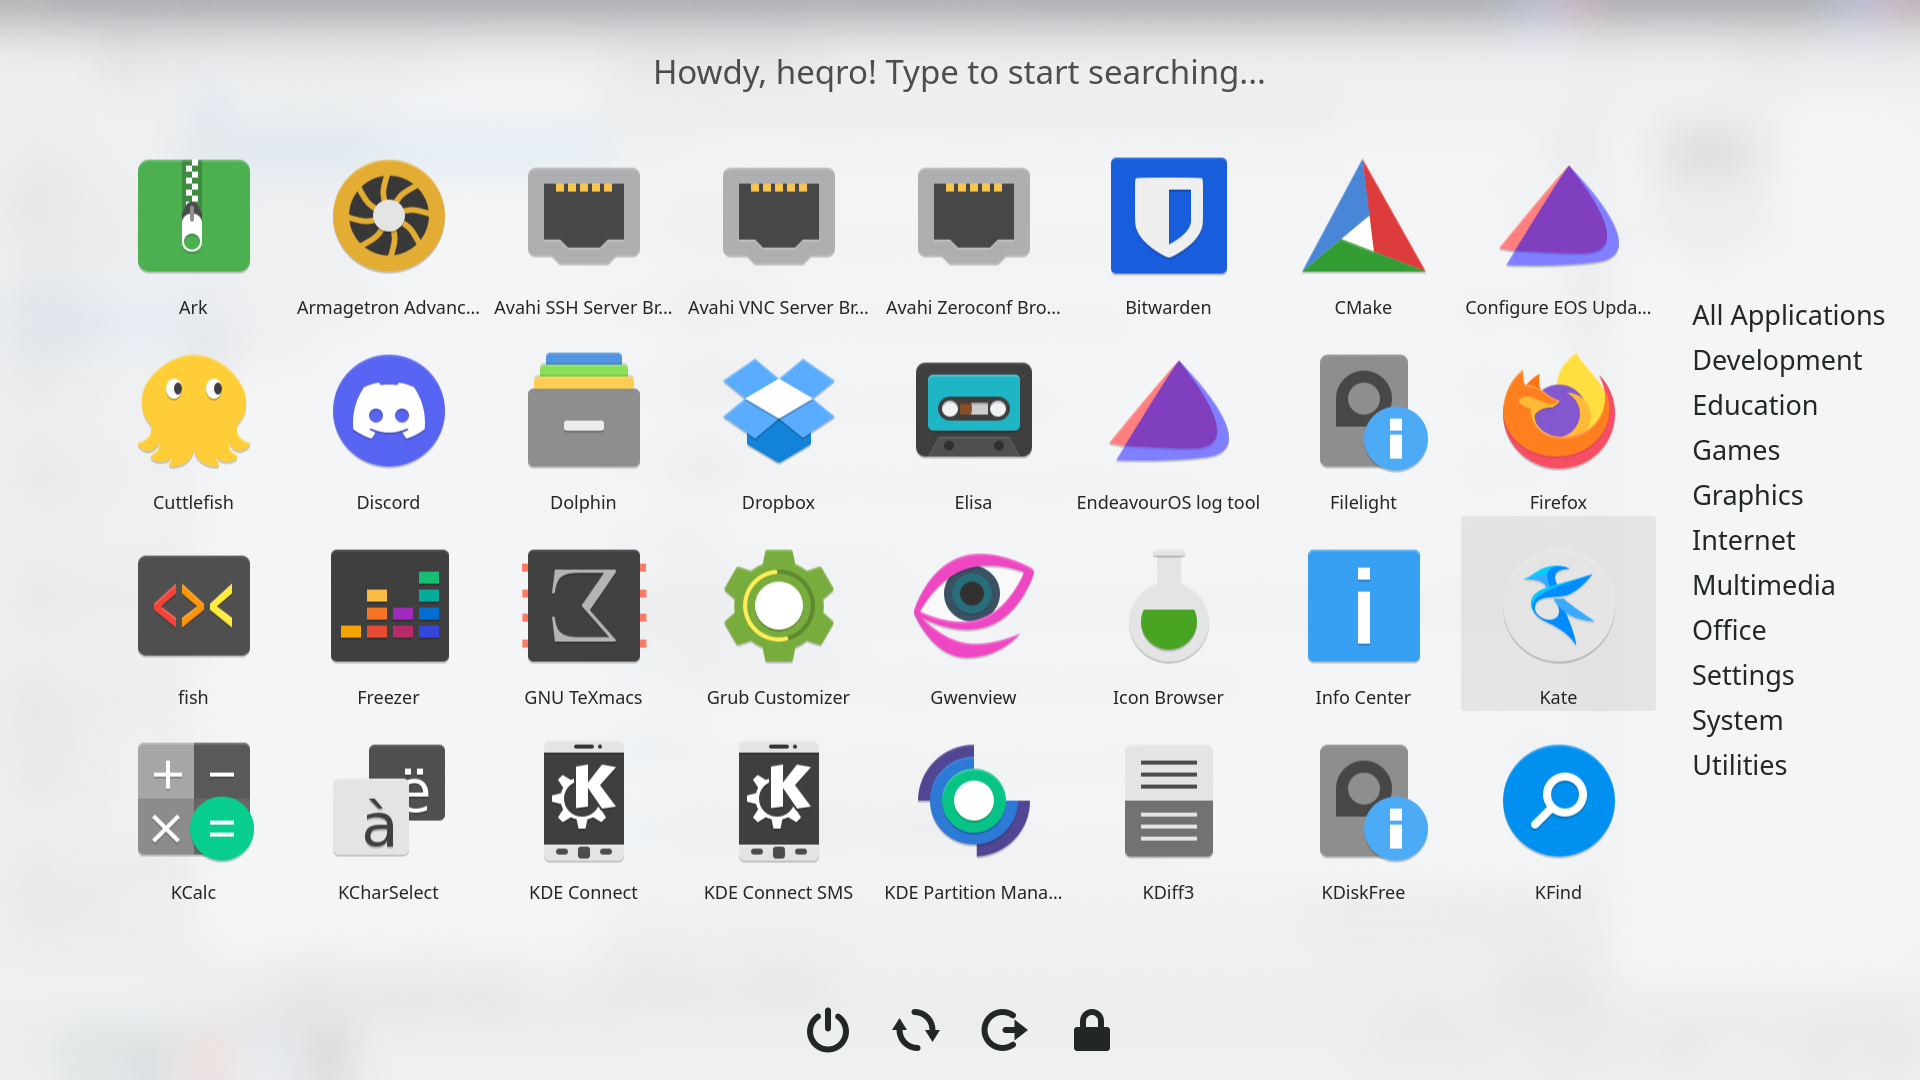 Howdy, heqro! Type to start searching...
Ark
Armagetron Advanc...
Avahi SSH Server Br...
Avahi VNC Server Br...
Avahi Zeroconf Bro...
Bitwarden
CMake
Configure EOS Upda...
Cuttlefish
Discord
Dolphin
Dropbox
Elisa
EndeavourOS log tool
Filelight
Firefox
fish
Freezer
GNU TeXmacs
Grub Customizer
Gwenview
Icon Browser
Info Center
Kate
ë
à
KCalc
KCharSelect
KDE Connect
KDE Connect SMS
KDE Partition Mana...
KDiff3
KDiskFree
KFind
All Applications
Development
Education
Games
Graphics
Internet
Multimedia
Office
Settings
System
Utilities